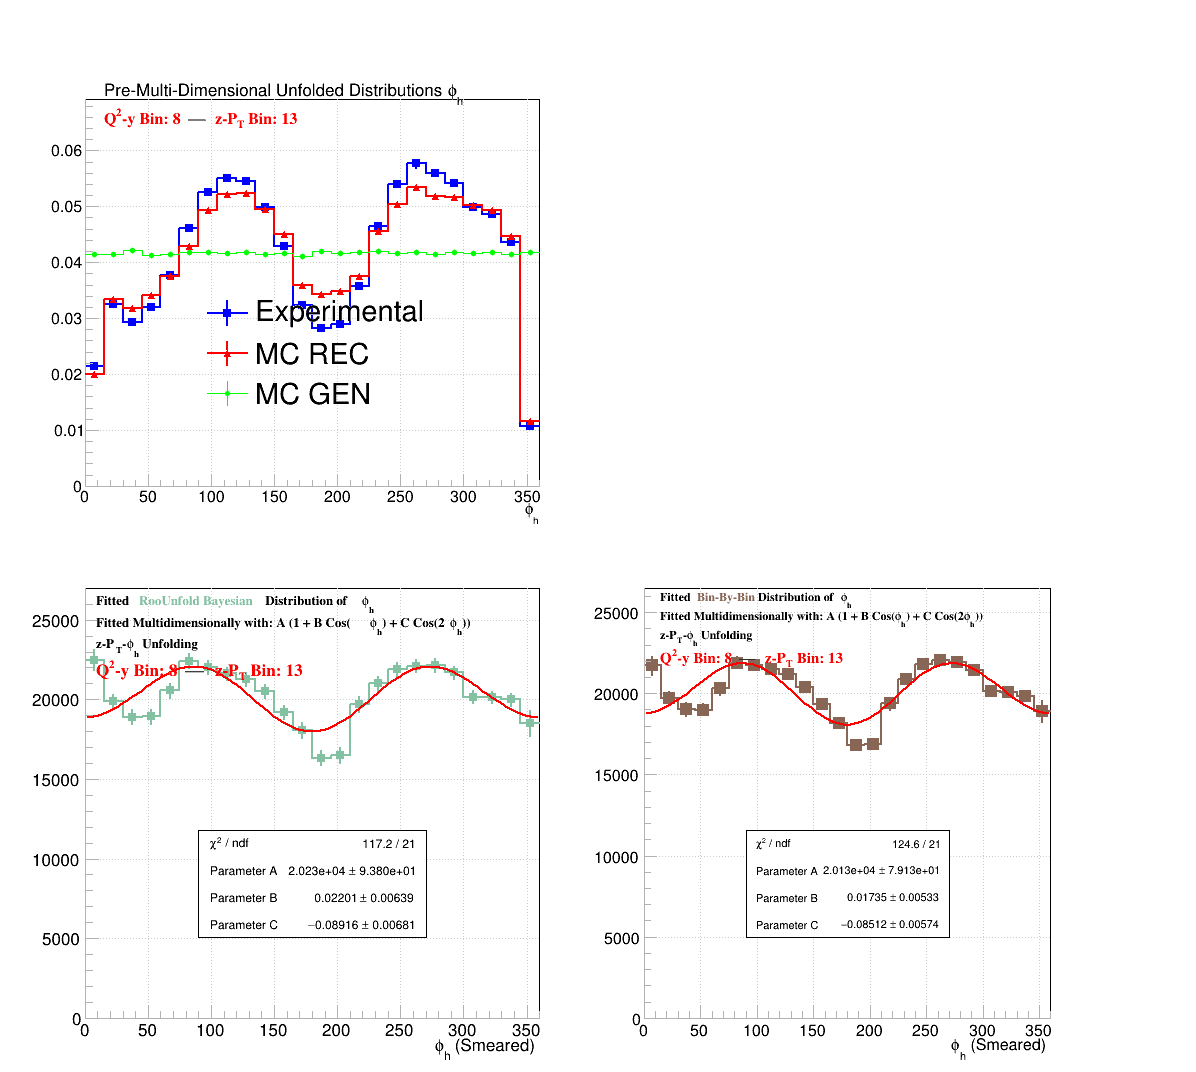 Pre-Multi-Dimensional Unfolded Distributions ϕh
Q2-y Bin: 8 — z-PT Bin: 13
0.06
0.05
0.04
0.03
0.02
0.01
0
Experimental
MC REC
MC GEN
0 50 100 150 200 250 300 350
ϕh
Fitted RooUnfold Bayesian Distribution of ϕh
Fitted Multidimensionally with: A (1 + B Cos( ϕh) + C Cos(2 ϕh))
z-PT-ϕh Unfolding
Q2-y Bin: 8 — z-PT Bin: 13
25000
20000
15000
10000
5000
0
χ2 / ndf 117.2 / 21
Parameter A 2.023e+04 ± 9.380e+01
Parameter B 0.02201 ± 0.00639
Parameter C −0.08916 ± 0.00681
0 50 100 150 200 250 300 350
ϕh (Smeared)
Fitted Bin-By-Bin Distribution of ϕh
Fitted Multidimensionally with: A (1 + B Cos(ϕh) + C Cos(2ϕh))
z-PT-ϕh Unfolding
Q2-y Bin: 8 — z-PT Bin: 13
25000
20000
15000
10000
5000
0
χ2 / ndf 124.6 / 21
Parameter A 2.013e+04 ± 7.913e+01
Parameter B 0.01735 ± 0.00533
Parameter C −0.08512 ± 0.00574
0 50 100 150 200 250 300 350
ϕh (Smeared)